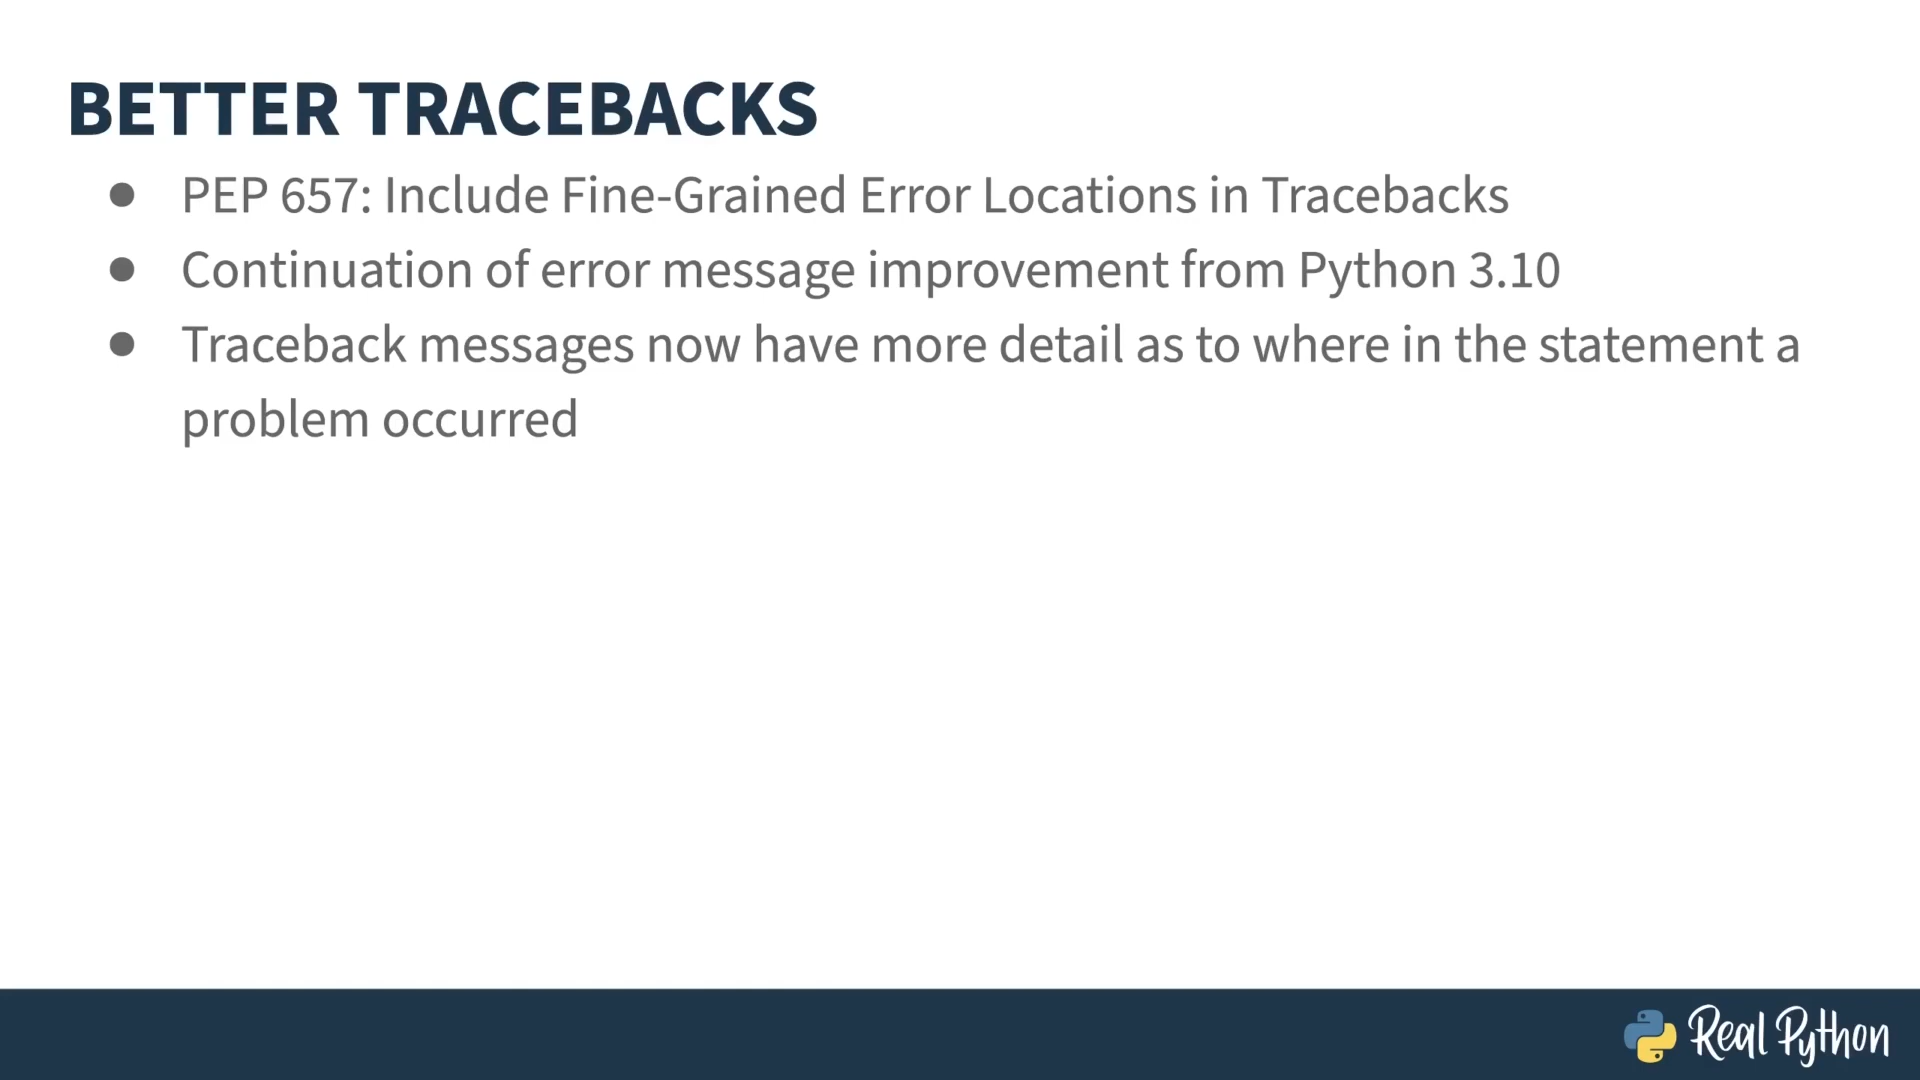 BETTER TRACEBACKS
● PEP 657: Include Fine-Grained Error Locations in Tracebacks
● Continuation of error message improvement from Python 3.10
● Traceback messages now have more detail as to where in the statement a
problem occurred
Real Python